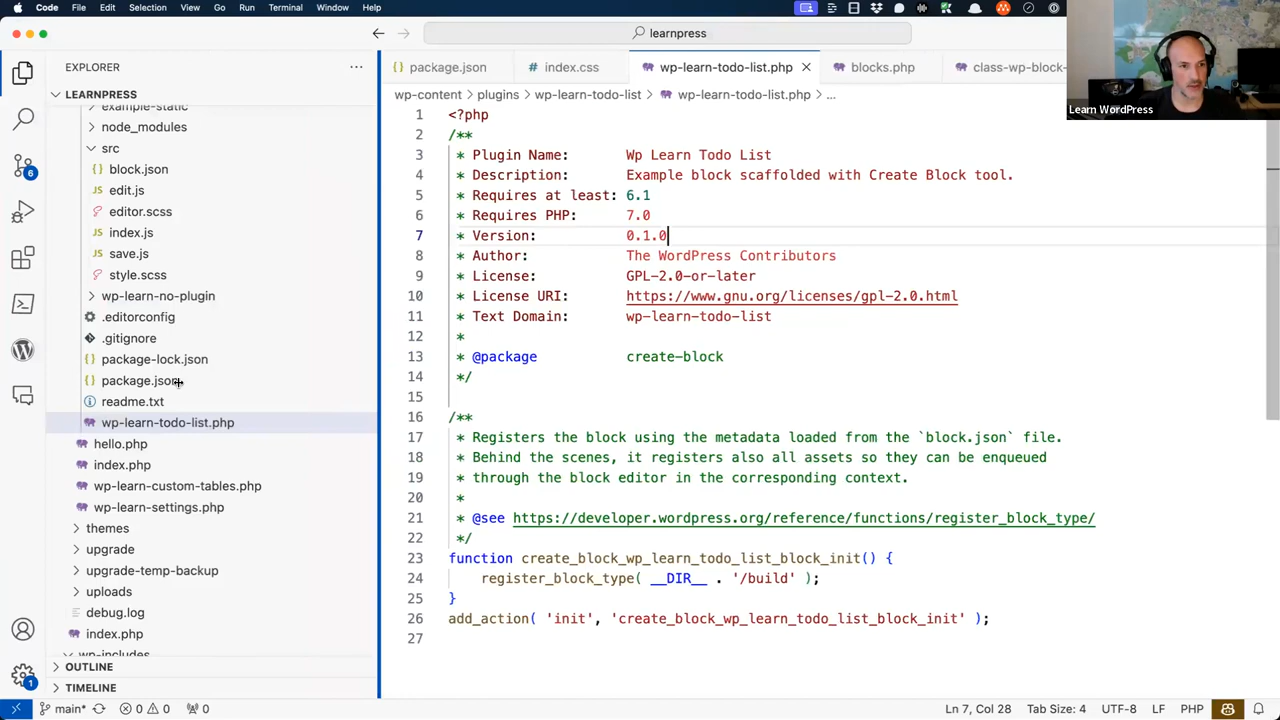 Code File Edit Selection View Go Run Terminal Window Help
learnpress
Learn WordPress
EXPLORER
LEARNPRESS
example-static
node_modules
src
block.json
edit.js
editor.scss
index.js
save.js
style.scss
wp-learn-no-plugin
.editorconfig
.gitignore
package-lock.json
package.json
readme.txt
wp-learn-todo-list.php
hello.php
index.php
wp-learn-custom-tables.php
wp-learn-settings.php
themes
upgrade
upgrade-temp-backup
uploads
debug.log
index.php
wp-includes
OUTLINE
TIMELINE
6
1
package.json index.css wp-learn-todo-list.php blocks.php class-wp-block-
wp-content > plugins > wp-learn-todo-list > wp-learn-todo-list.php > ...
1 <?php
2 /**
3 * Plugin Name: Wp Learn Todo List
4 * Description: Example block scaffolded with Create Block tool.
5 * Requires at least: 6.1
6 * Requires PHP: 7.0
7 * Version: 0.1.0
8 * Author: The WordPress Contributors
9 * License: GPL-2.0-or-later
10 * License URI: https://www.gnu.org/licenses/gpl-2.0.html
11 * Text Domain: wp-learn-todo-list
12 *
13 * @package create-block
14 */
15
16 /**
17 * Registers the block using the metadata loaded from the `block.json` file.
18 * Behind the scenes, it registers also all assets so they can be enqueued
19 * through the block editor in the corresponding context.
20 *
21 * @see https://developer.wordpress.org/reference/functions/register_block_type/
22 */
23 function create_block_wp_learn_todo_list_block_init() {
24 register_block_type( __DIR__ . '/build' );
25 }
26 add_action( 'init', 'create_block_wp_learn_todo_list_block_init' );
27
main* 0 0 0 Ln 7, Col 28 Tab Size: 4 UTF-8 LF PHP